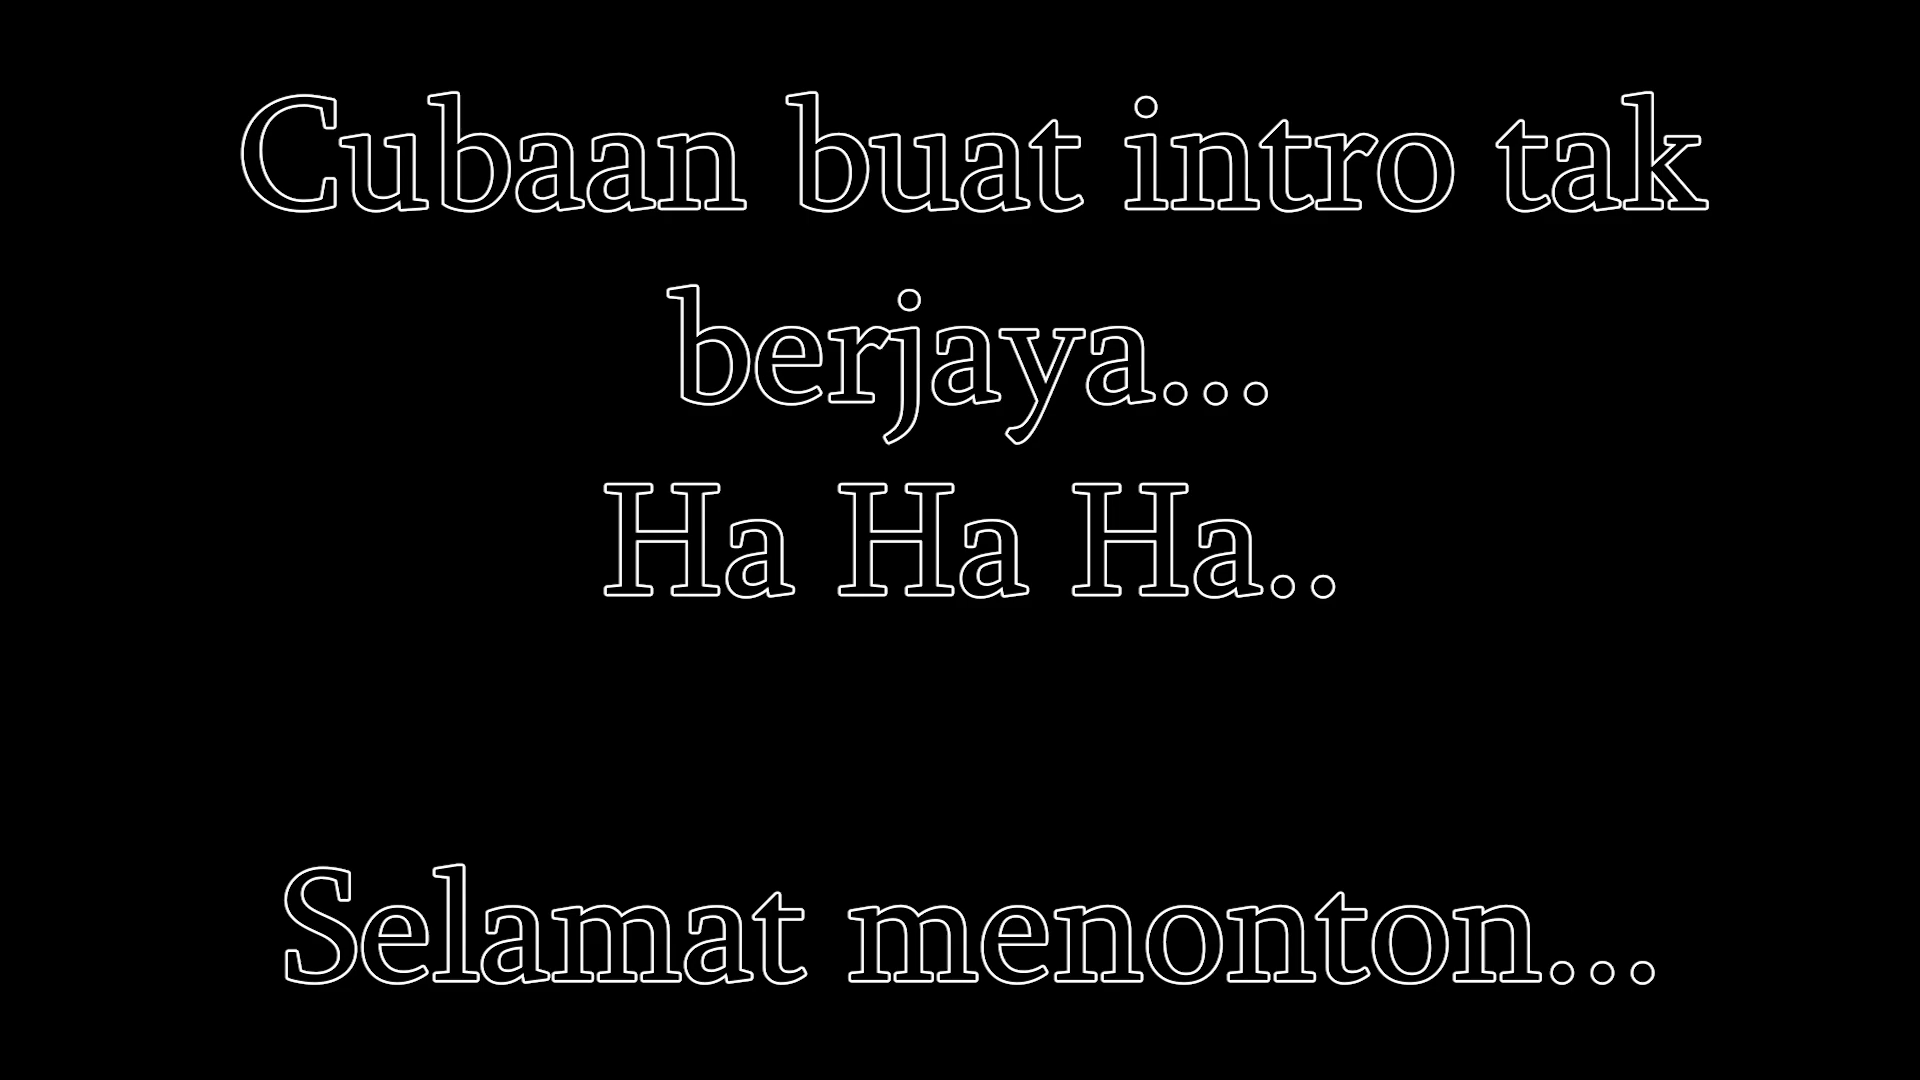 Cubaan buat intro tak
berjaya...
Ha Ha Ha..
Selamat menonton...